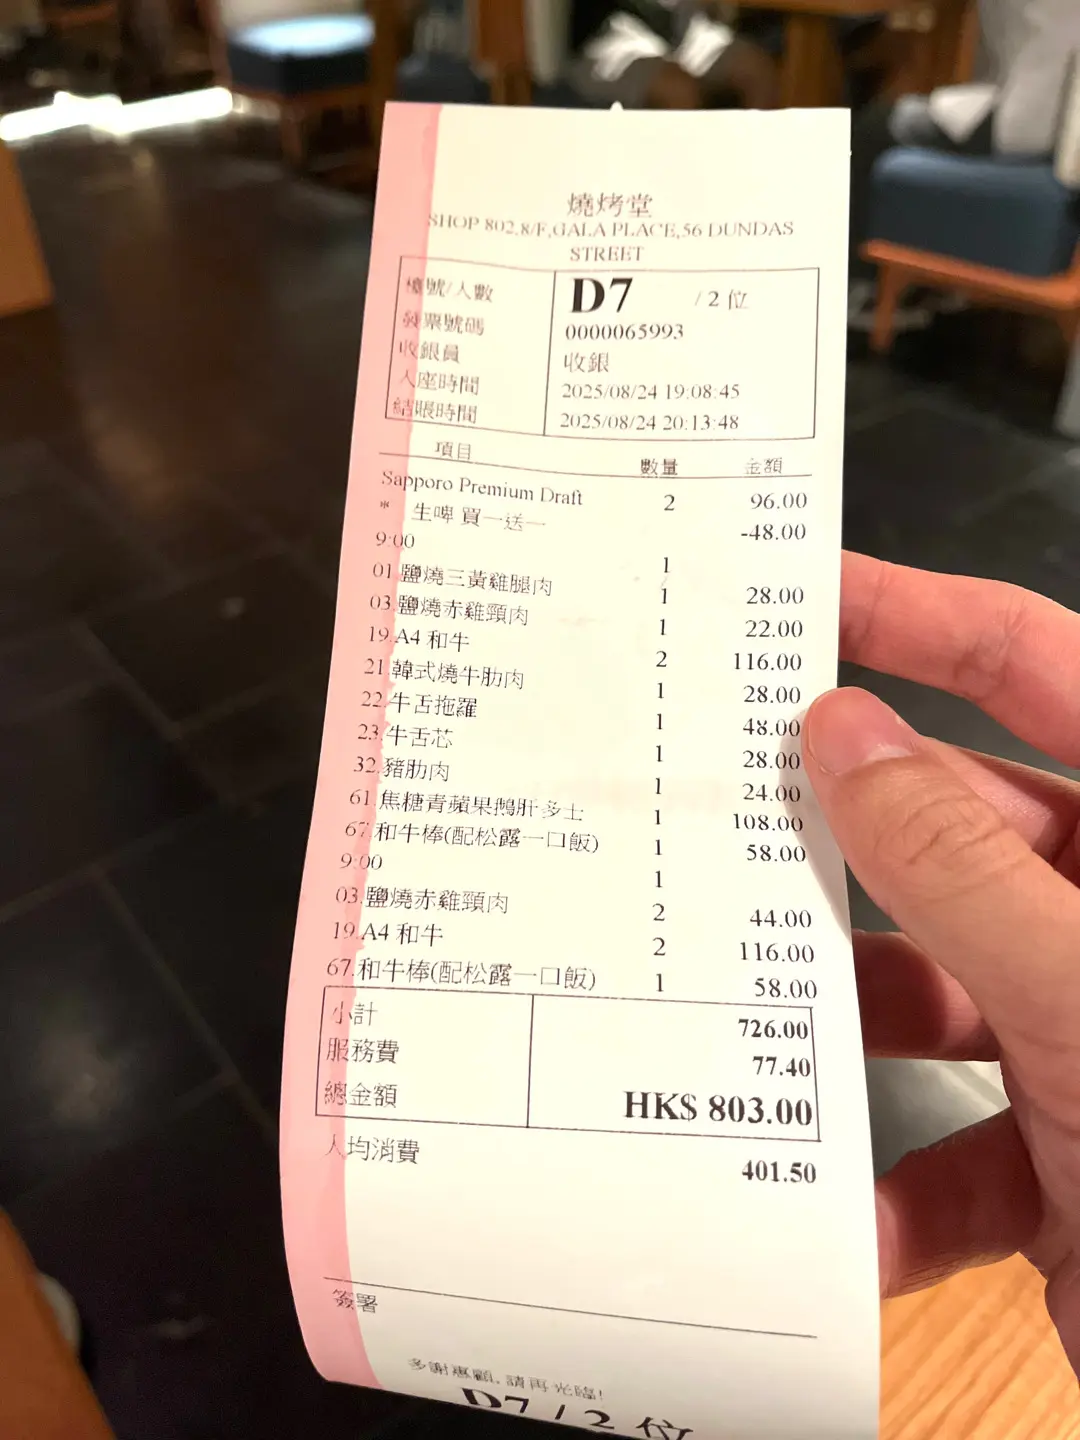 燒烤堂
SHOP 802,8/F,GALA PLACE,56 DUNDAS
STREET
檯號/人數 D7 / 2 位
發票號碼 0000065993
收銀員 收銀
入座時間 2025/08/24 19:08:45
結賬時間 2025/08/24 20:13:48
項目 數量 金額
Sapporo Premium Draft 2 96.00
* 生啤 買一送一 -48.00
9:00 1
01.鹽燒三黃雞腿肉 1 28.00
03.鹽燒赤雞頸肉 1 22.00
19.A4 和牛 2 116.00
21.韓式燒牛肋肉 1 28.00
22.牛舌拖羅 1 48.00
23.牛舌芯 1 28.00
32.豬肋肉 1 24.00
61.焦糖青蘋果鵝肝多士 1 108.00
67.和牛棒(配松露一口飯) 1 58.00
9:00 1
03.鹽燒赤雞頸肉 2 44.00
19.A4 和牛 2 116.00
67.和牛棒(配松露一口飯) 1 58.00
小計 726.00
服務費 77.40
總金額 HK$ 803.00
人均消費 401.50
簽署
多謝惠顧, 請再光臨!
D7 / 2 位